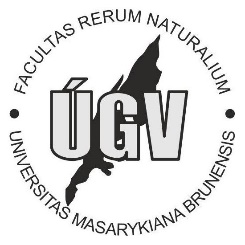 • FACULTAS RERUM NATURALIUM •
ÚGV
UNIVERSITAS MASARYKIANA BRUNENSIS